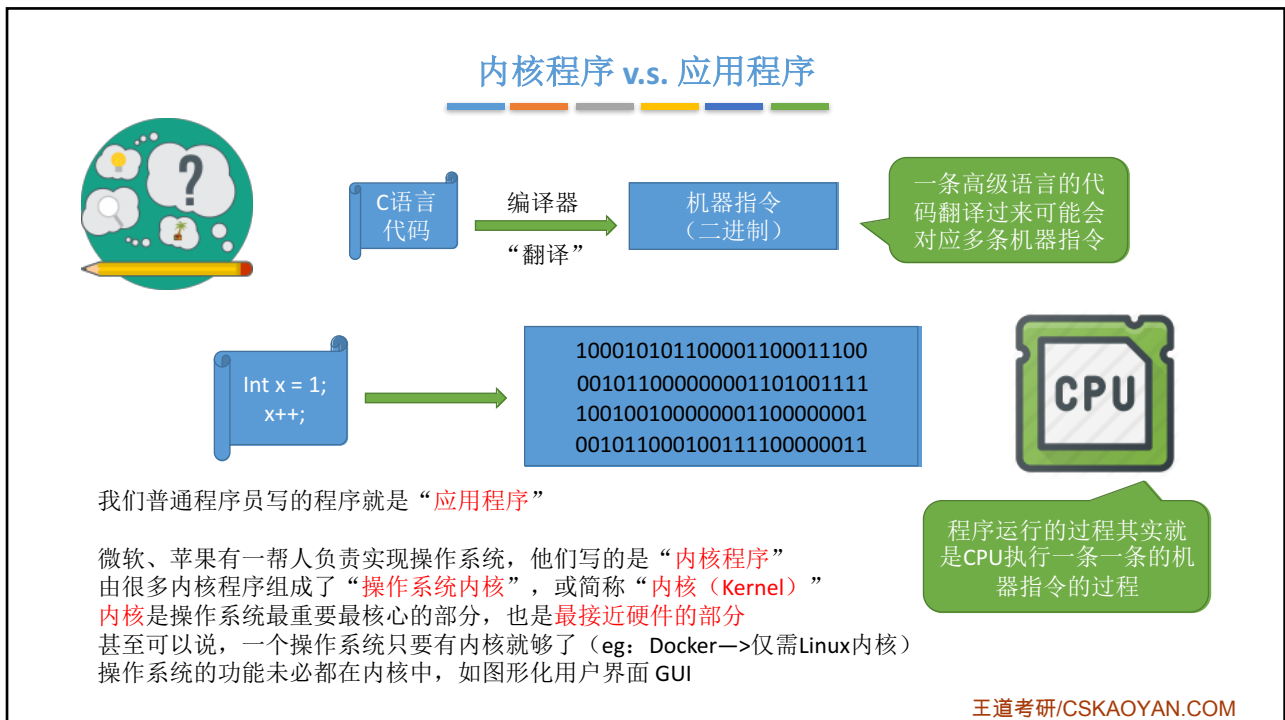 内核程序 v.s. 应用程序
C语言
代码
编译器
“翻译”
机器指令
（二进制）
一条高级语言的代
码翻译过来可能会
对应多条机器指令
Int x = 1;
x++;
100010101100001100011100
001011000000001101001111
100100100000001100000001
001011000100111100000011
CPU
程序运行的过程其实就
是CPU执行一条一条的机
器指令的过程
我们普通程序员写的程序就是“应用程序”
微软、苹果有一帮人负责实现操作系统，他们写的是“内核程序”
由很多内核程序组成了“操作系统内核”，或简称“内核（Kernel）”
内核是操作系统最重要最核心的部分，也是最接近硬件的部分
甚至可以说，一个操作系统只要有内核就够了（eg：Docker—>仅需Linux内核）
操作系统的功能未必都在内核中，如图形化用户界面 GUI
王道考研/CSKAOYAN.COM